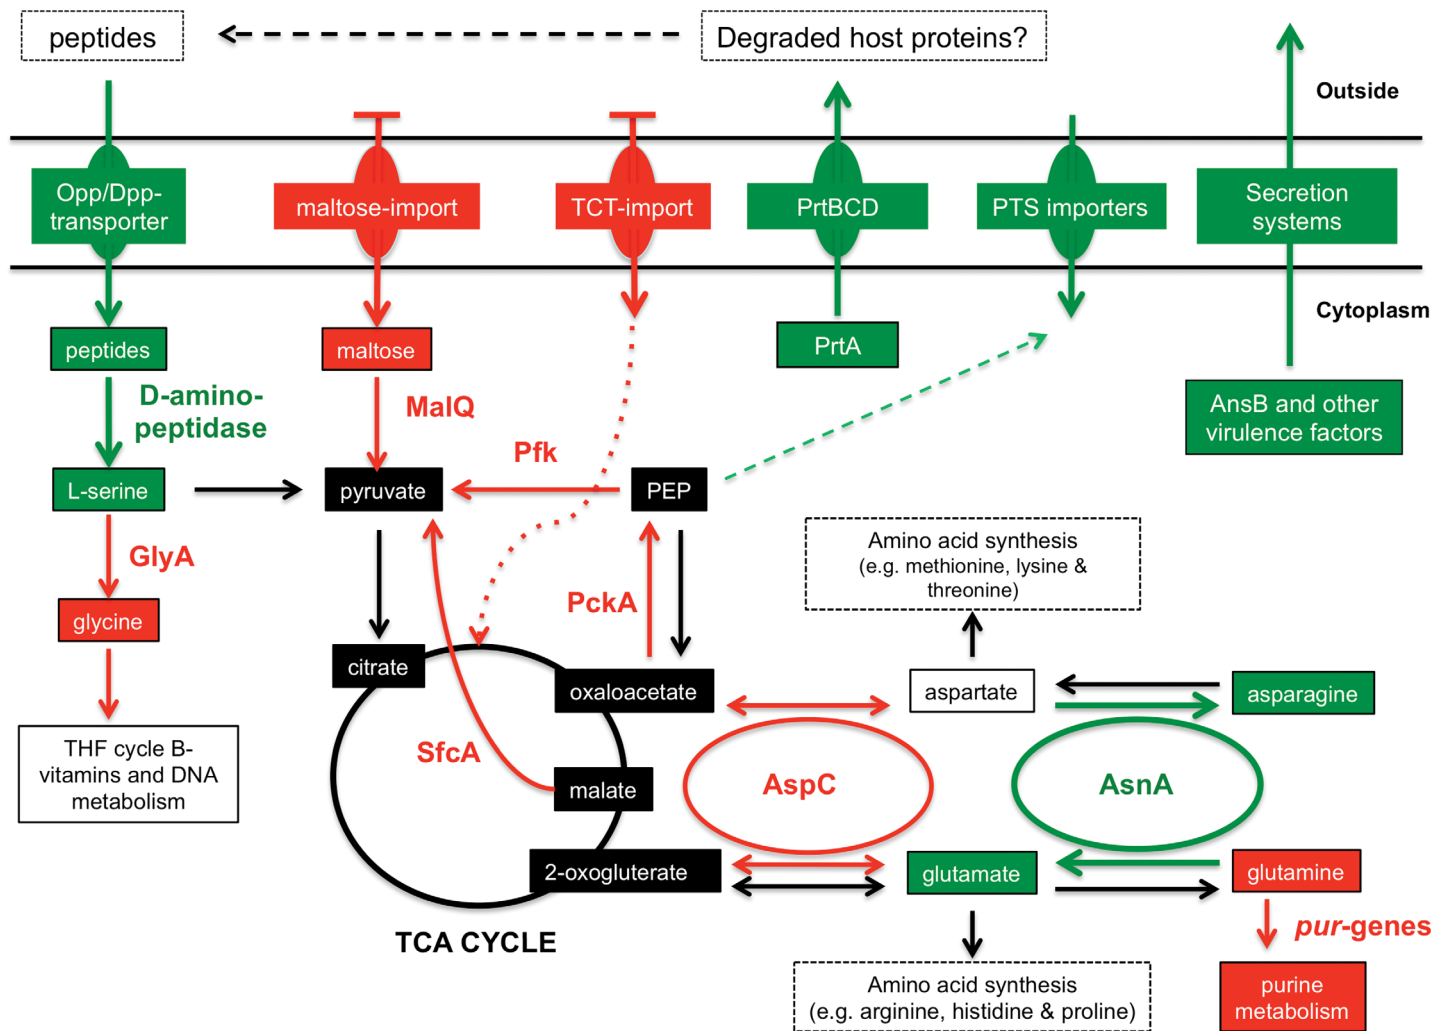 peptides
Degraded host proteins?
Outside
Opp/Dpp-
transporter
maltose-import
TCT-import
PrtBCD
PTS importers
Secretion
systems
Cytoplasm
peptides
maltose
PrtA
D-amino-
peptidase
MalQ
AnsB and other
virulence factors
Pfk
L-serine
pyruvate
PEP
GlyA
Amino acid synthesis
(e.g. methionine, lysine &
threonine)
PckA
glycine
citrate
oxaloacetate
aspartate
asparagine
THF cycle B-
vitamins and DNA
metabolism
SfcA
malate
AspC
AsnA
2-oxogluterate
glutamate
glutamine
TCA CYCLE
pur-genes
Amino acid synthesis
(e.g. arginine, histidine & proline)
purine
metabolism